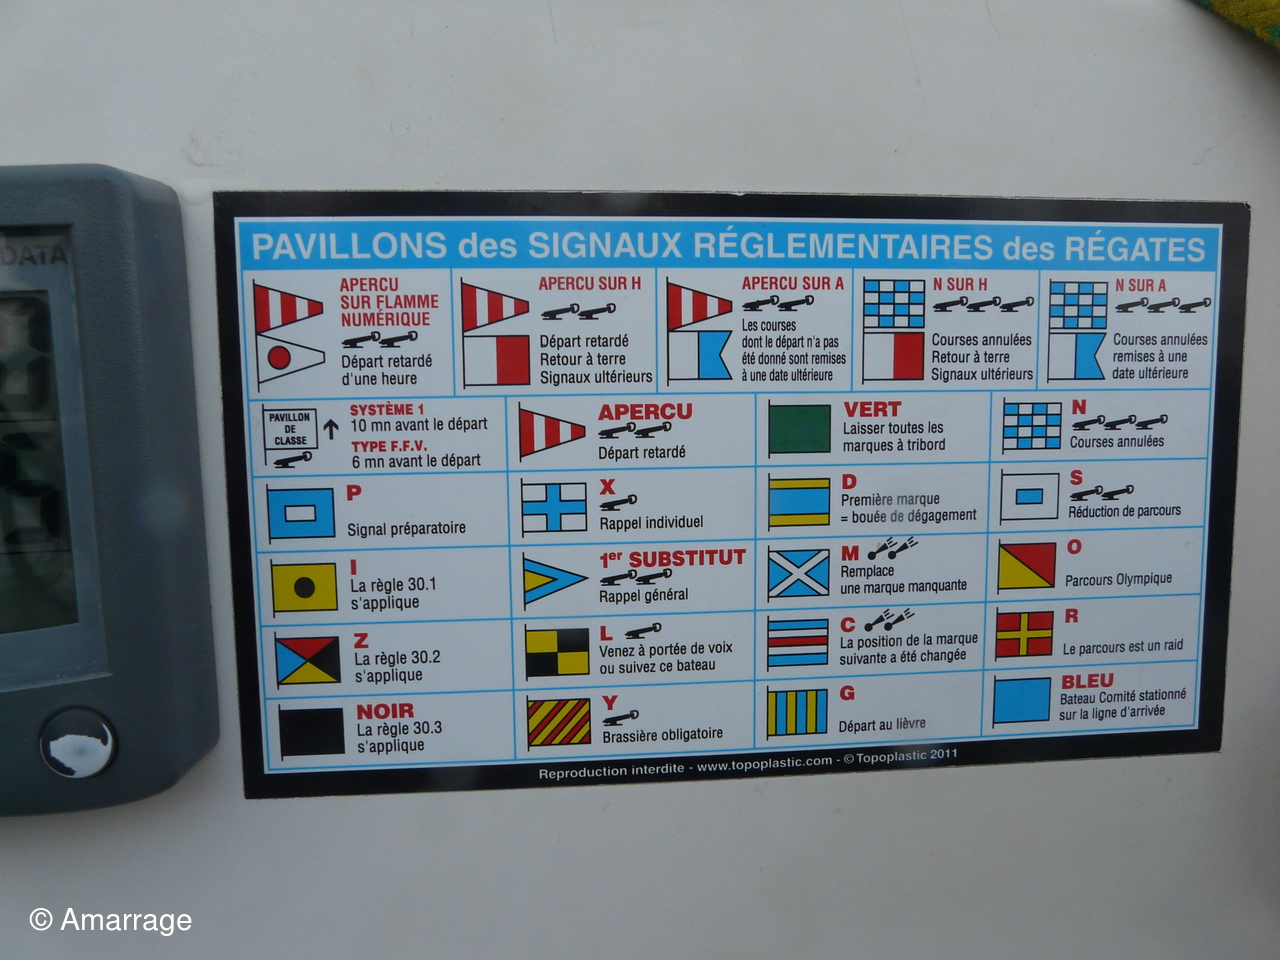 DATA
PAVILLONS des SIGNAUX RÉGLEMENTAIRES des RÉGATES
APERCU
SUR FLAMME
NUMÉRIQUE
Départ retardé
d'une heure
APERCU SUR H
Départ retardé
Retour à terre
Signaux ultérieurs
APERCU SUR A
Les courses
dont le départ n'a pas
été donné sont remises
à une date ultérieure
N SUR H
Courses annulées
Retour à terre
Signaux ultérieurs
N SUR A
Courses annulées
remises à une
date ultérieure
PAVILLON
DE
CLASSE
SYSTÈME 1
10 mn avant le départ
TYPE F.F.V.
6 mn avant le départ
APERCU
Départ retardé
VERT
Laisser toutes les
marques à tribord
N
Courses annulées
P
Signal préparatoire
X
Rappel individuel
D
Première marque
= bouée de dégagement
S
Réduction de parcours
I
La règle 30.1
s'applique
1er SUBSTITUT
Rappel général
M
Remplace
une marque manquante
O
Parcours Olympique
Z
La règle 30.2
s'applique
L
Venez à portée de voix
ou suivez ce bateau
C
La position de la marque
suivante a été changée
R
Le parcours est un raid
NOIR
La règle 30.3
s'applique
Y
Brassière obligatoire
G
Départ au lièvre
BLEU
Bateau Comité stationné
sur la ligne d'arrivée
Reproduction interdite - www.topoplastic.com - © Topoplastic 2011
© Amarrage